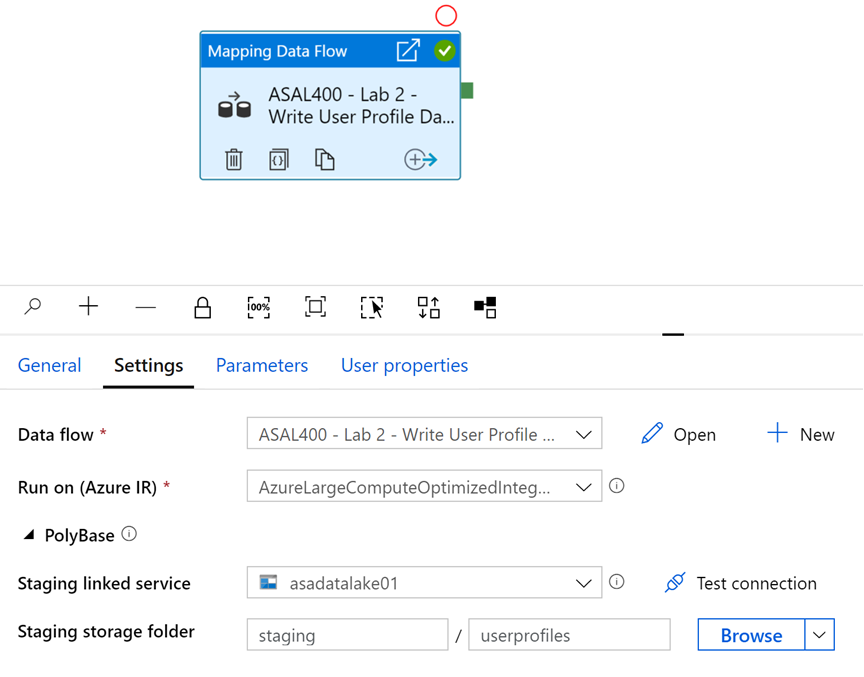 Mapping Data Flow
ASAL400 - Lab 2 -
Write User Profile Da...
{}
100%
General Settings Parameters User properties
Data flow * ASAL400 - Lab 2 - Write User Profile ... Open New
Run on (Azure IR) * AzureLargeComputeOptimizedInteg...
PolyBase
Staging linked service asadatalake01 Test connection
Staging storage folder staging / userprofiles Browse